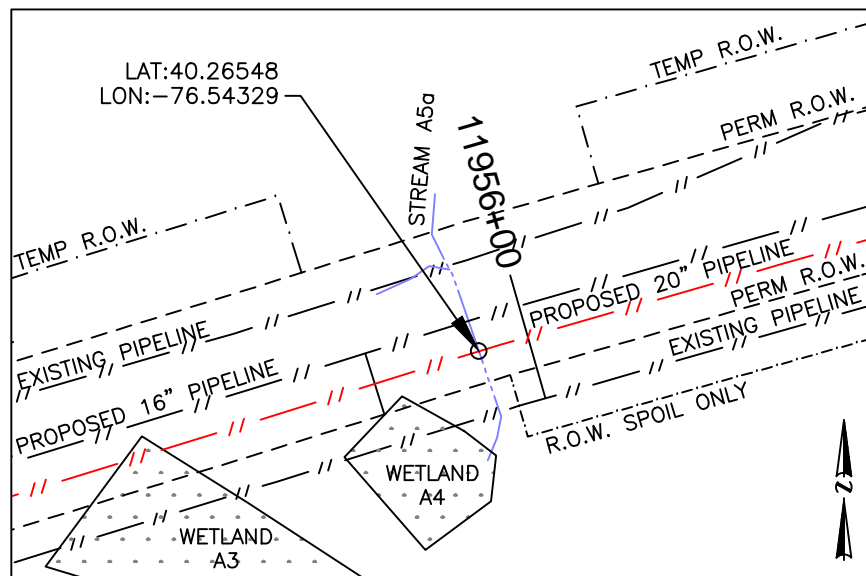 TEMP R.O.W.
LAT:40.26548
LON:-76.54329
PERM R.O.W.
STREAM A5a
11956+00
TEMP R.O.W.
PROPOSED 20" PIPELINE
PERM R.O.W.
EXISTING PIPELINE
EXISTING PIPELINE
PROPOSED 16" PIPELINE
R.O.W. SPOIL ONLY
WETLAND
A4
WETLAND
A3
N